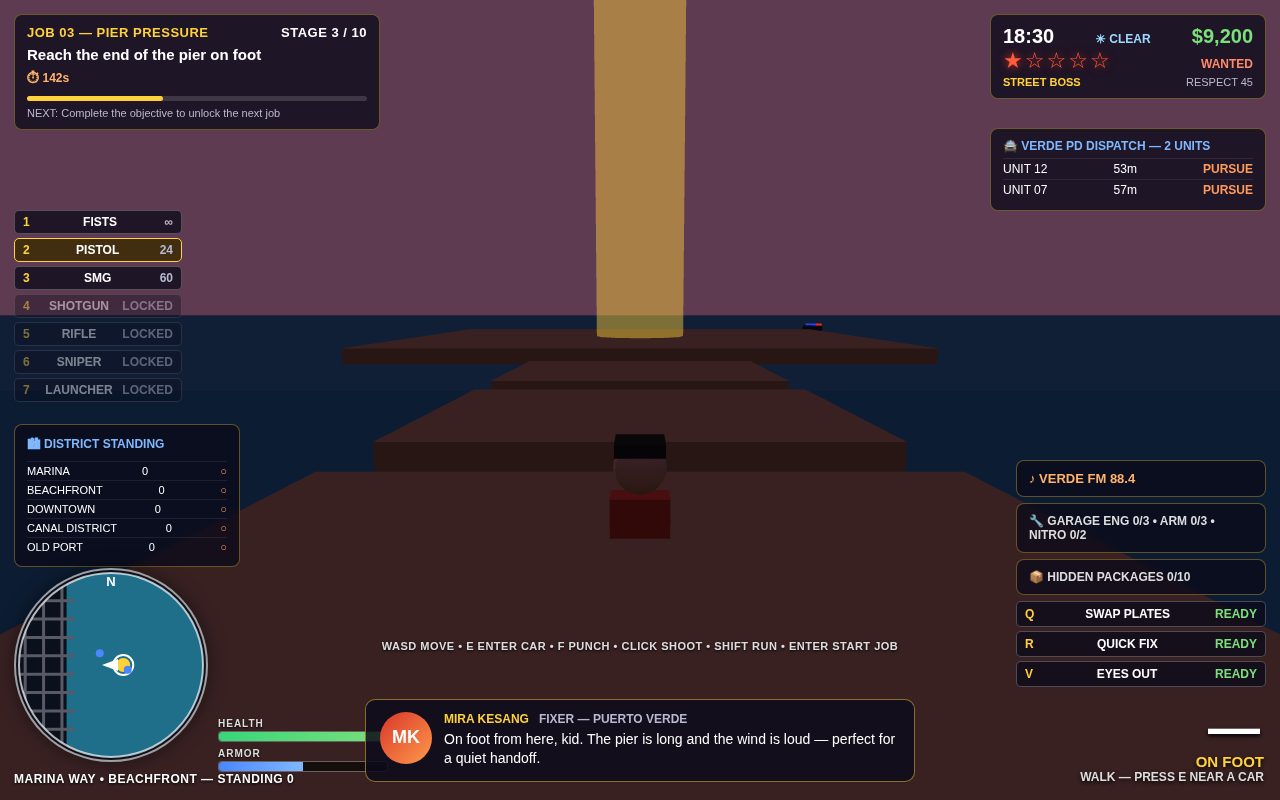 JOB 03 — PIER PRESSURE STAGE 3 / 10
Reach the end of the pier on foot
⏱ 142s
NEXT: Complete the objective to unlock the next job
18:30 ☀ CLEAR $9,200
★☆☆☆☆ WANTED
STREET BOSS RESPECT 45
🚔 VERDE PD DISPATCH — 2 UNITS
UNIT 12 53m PURSUE
UNIT 07 57m PURSUE
1 FISTS ∞
2 PISTOL 24
3 SMG 60
4 SHOTGUN LOCKED
5 RIFLE LOCKED
6 SNIPER LOCKED
7 LAUNCHER LOCKED
🏙 DISTRICT STANDING
MARINA 0 ○
BEACHFRONT 0 ○
DOWNTOWN 0 ○
CANAL DISTRICT 0 ○
OLD PORT 0 ○
N
♪ VERDE FM 88.4
🔧 GARAGE ENG 0/3 • ARM 0/3 •
NITRO 0/2
📦 HIDDEN PACKAGES 0/10
Q SWAP PLATES READY
R QUICK FIX READY
V EYES OUT READY
WASD MOVE • E ENTER CAR • F PUNCH • CLICK SHOOT • SHIFT RUN • ENTER START JOB
HEALTH
ARMOR
MARINA WAY • BEACHFRONT — STANDING 0
MK
MIRA KESANG FIXER — PUERTO VERDE
On foot from here, kid. The pier is long and the wind is loud — perfect for
a quiet handoff.
ON FOOT
WALK — PRESS E NEAR A CAR